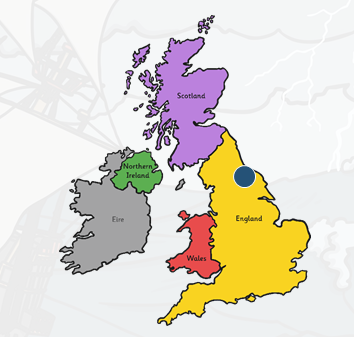 Scotland
Northern
Ireland
Eire
England
Wales